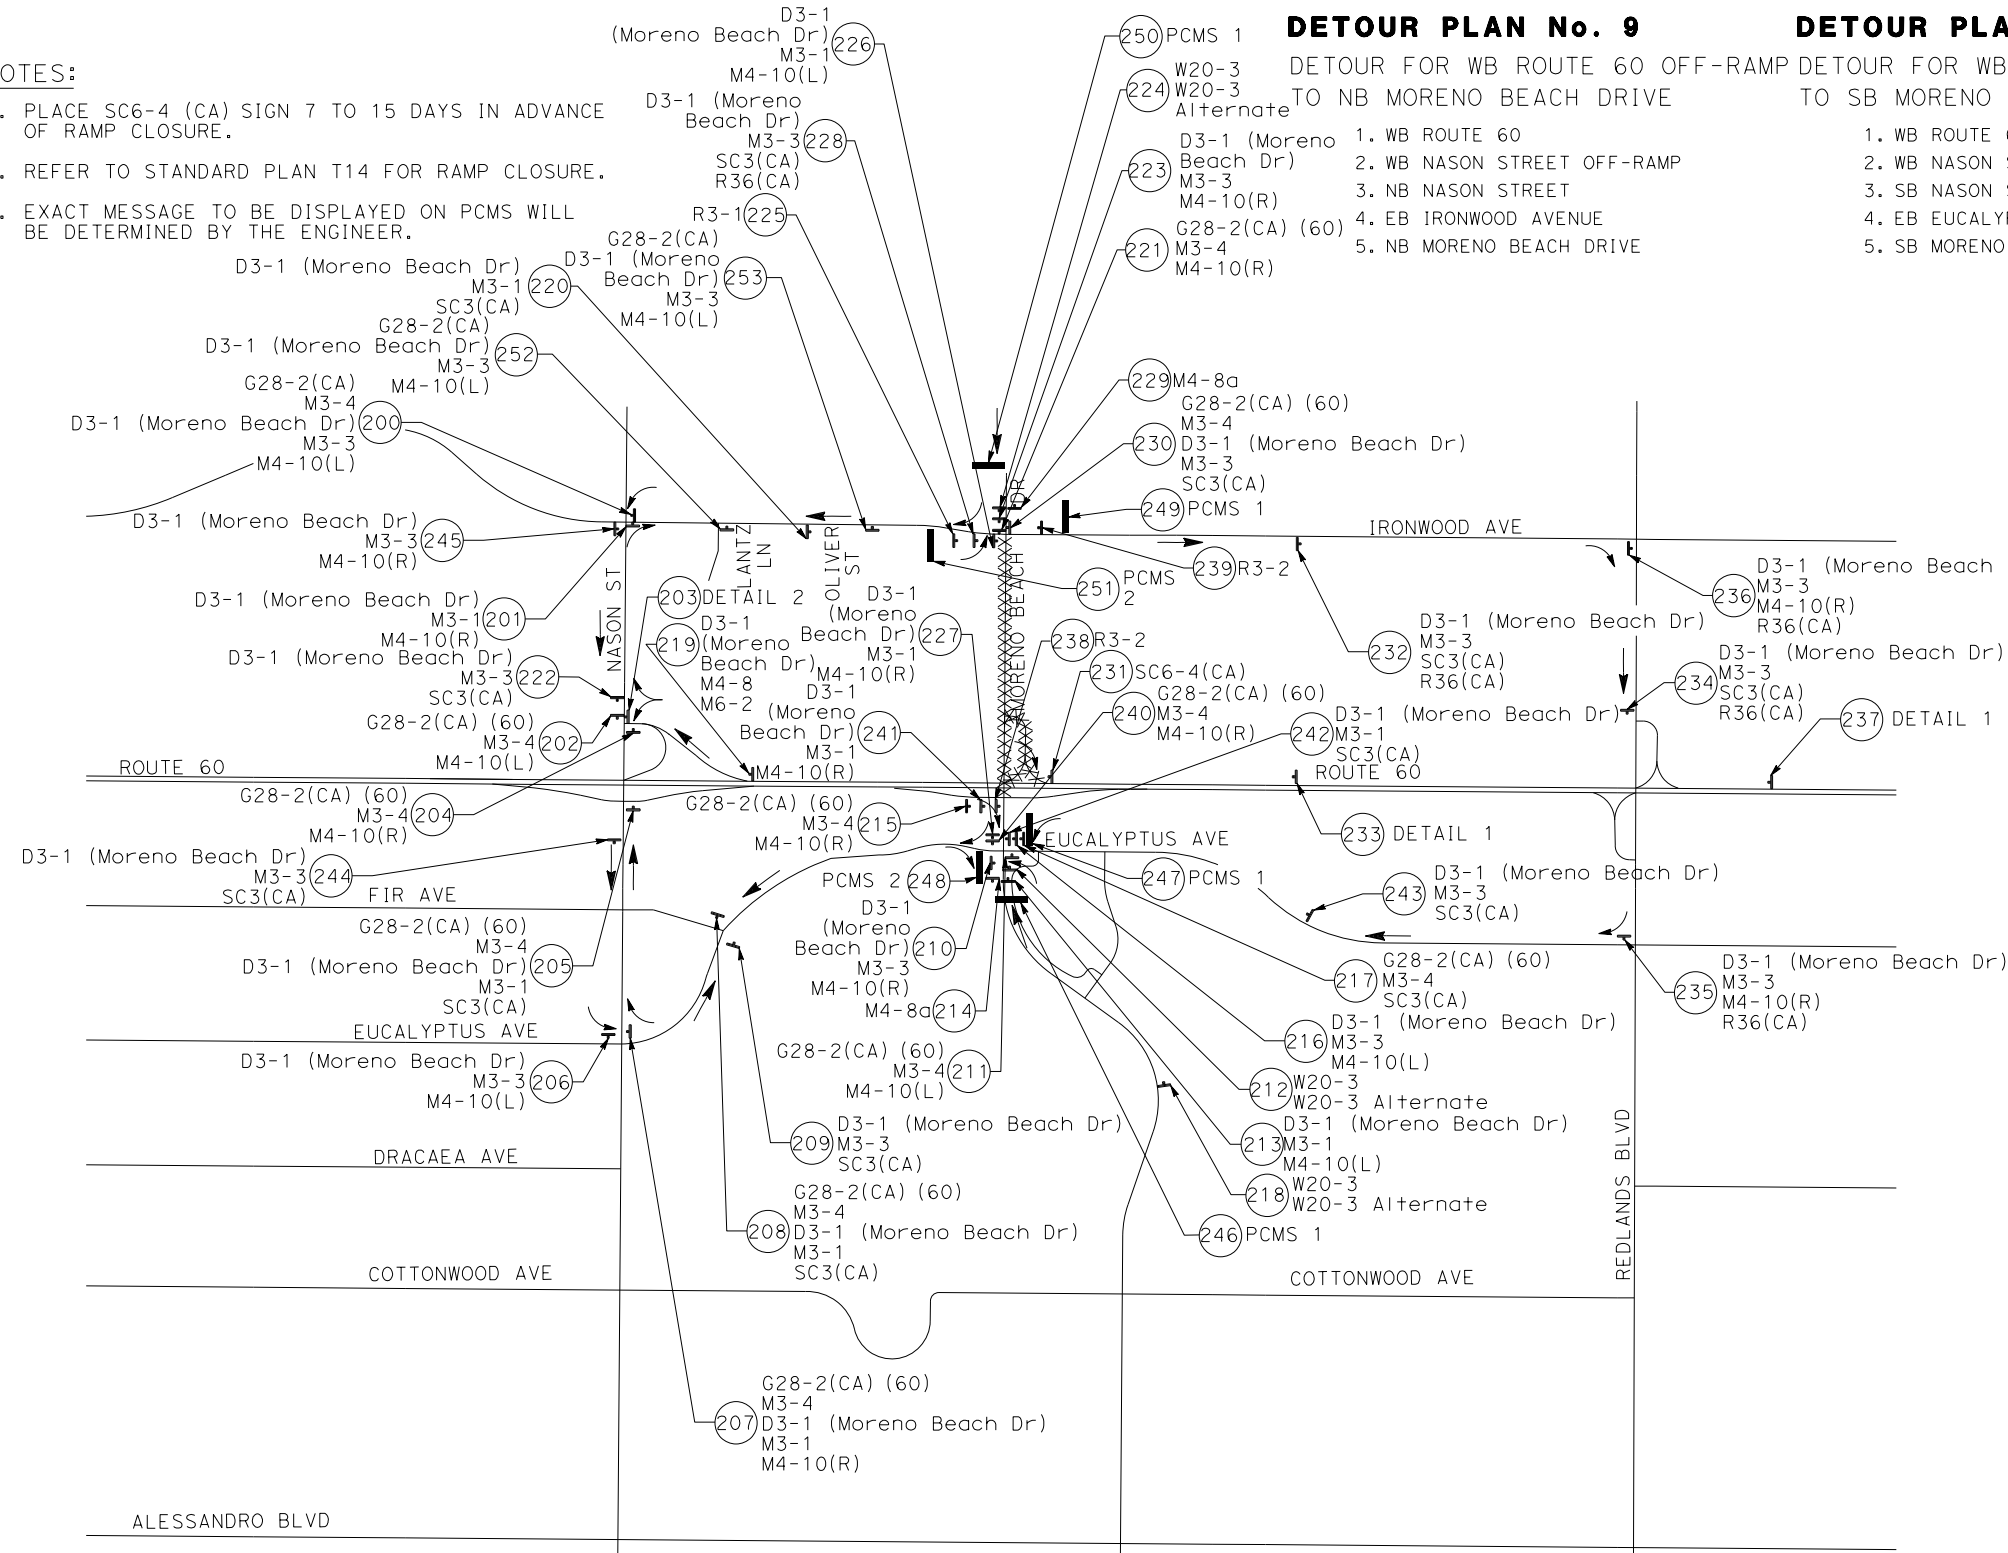 OTES:
. PLACE SC6-4 (CA) SIGN 7 TO 15 DAYS IN ADVANCE
OF RAMP CLOSURE.
. REFER TO STANDARD PLAN T14 FOR RAMP CLOSURE.
. EXACT MESSAGE TO BE DISPLAYED ON PCMS WILL
BE DETERMINED BY THE ENGINEER.
DETOUR PLAN No. 9
DETOUR FOR WB ROUTE 60 OFF-RAMP
TO NB MORENO BEACH DRIVE
1. WB ROUTE 60
2. WB NASON STREET OFF-RAMP
3. NB NASON STREET
4. EB IRONWOOD AVENUE
5. NB MORENO BEACH DRIVE
DETOUR PLA
DETOUR FOR WB
TO SB MORENO
1. WB ROUTE
2. WB NASON
3. SB NASON
4. EB EUCALY
5. SB MORENO
D3-1
(Moreno Beach Dr)
M3-1
M4-10(L)
226
D3-1 (Moreno
Beach Dr)
M3-3
SC3(CA)
R36(CA)
228
R3-1
225
G28-2(CA)
D3-1 (Moreno
Beach Dr)
M3-3
M4-10(L)
253
D3-1 (Moreno Beach Dr)
M3-1
SC3(CA)
220
G28-2(CA)
D3-1 (Moreno Beach Dr)
M3-3
M4-10(L)
252
G28-2(CA)
M3-4
D3-1 (Moreno Beach Dr)
M3-3
M4-10(L)
200
250
PCMS 1
224
W20-3
W20-3
Alternate
223
D3-1 (Moreno
Beach Dr)
M3-3
M4-10(R)
221
G28-2(CA) (60)
M3-4
M4-10(R)
229
M4-8a
230
G28-2(CA) (60)
M3-4
D3-1 (Moreno Beach Dr)
M3-3
SC3(CA)
249
PCMS 1
IRONWOOD AVE
D3-1 (Moreno Beach Dr)
M3-3
M4-10(R)
245
D3-1 (Moreno Beach Dr)
M3-1
M4-10(R)
201
D3-1 (Moreno Beach Dr)
M3-3
SC3(CA)
222
G28-2(CA) (60)
M3-4
M4-10(L)
202
NASON ST
LANTZ
LN
OLIVER
ST
MORENO BEACH DR
203
DETAIL 2
219
D3-1
(Moreno
Beach Dr)
M4-8
M6-2
D3-1
(Moreno
Beach Dr)
M3-1
M4-10(R)
227
D3-1
(Moreno
Beach Dr)
M3-1
M4-10(R)
241
251
PCMS
2
239
R3-2
238
R3-2
231
SC6-4(CA)
240
G28-2(CA) (60)
M3-4
M4-10(R)
242
D3-1 (Moreno Beach Dr)
M3-1
SC3(CA)
232
D3-1 (Moreno Beach Dr)
M3-3
SC3(CA)
R36(CA)
236
D3-1 (Moreno Beach
M3-3
M4-10(R)
R36(CA)
234
D3-1 (Moreno Beach Dr)
M3-3
SC3(CA)
R36(CA)
237
DETAIL 1
ROUTE 60
ROUTE 60
G28-2(CA) (60)
M3-4
M4-10(R)
204
G28-2(CA) (60)
M3-4
M4-10(R)
215
233
DETAIL 1
EUCALYPTUS AVE
D3-1 (Moreno Beach Dr)
M3-3
SC3(CA)
244
FIR AVE
PCMS 2
248
247
PCMS 1
243
D3-1 (Moreno Beach Dr)
M3-3
SC3(CA)
G28-2(CA) (60)
M3-4
D3-1 (Moreno Beach Dr)
M3-1
SC3(CA)
205
D3-1
(Moreno
Beach Dr)
M3-3
M4-10(R)
210
M4-8a
214
217
G28-2(CA) (60)
M3-4
SC3(CA)
235
D3-1 (Moreno Beach Dr)
M3-3
M4-10(R)
R36(CA)
EUCALYPTUS AVE
D3-1 (Moreno Beach Dr)
M3-3
M4-10(L)
206
G28-2(CA) (60)
M3-4
M4-10(L)
211
216
D3-1 (Moreno Beach Dr)
M3-3
M4-10(L)
212
W20-3
W20-3 Alternate
209
D3-1 (Moreno Beach Dr)
M3-3
SC3(CA)
213
D3-1 (Moreno Beach Dr)
M3-1
M4-10(L)
218
W20-3
W20-3 Alternate
DRACAEA AVE
208
G28-2(CA) (60)
M3-4
D3-1 (Moreno Beach Dr)
M3-1
SC3(CA)
246
PCMS 1
REDLANDS BLVD
COTTONWOOD AVE
COTTONWOOD AVE
207
G28-2(CA) (60)
M3-4
D3-1 (Moreno Beach Dr)
M3-1
M4-10(R)
ALESSANDRO BLVD